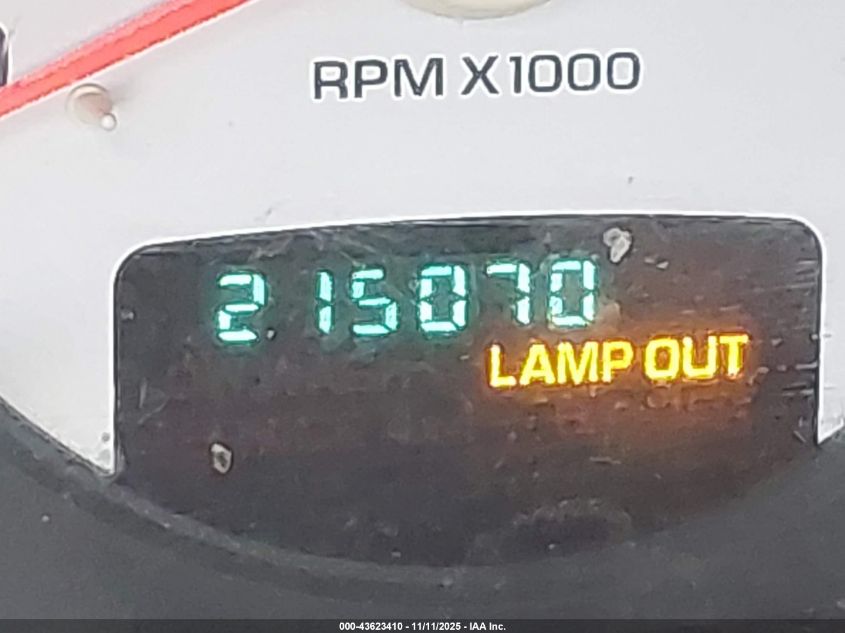 RPM X1000
215070
LAMP OUT
000-43623410 - 11/11/2025 - IAA Inc.